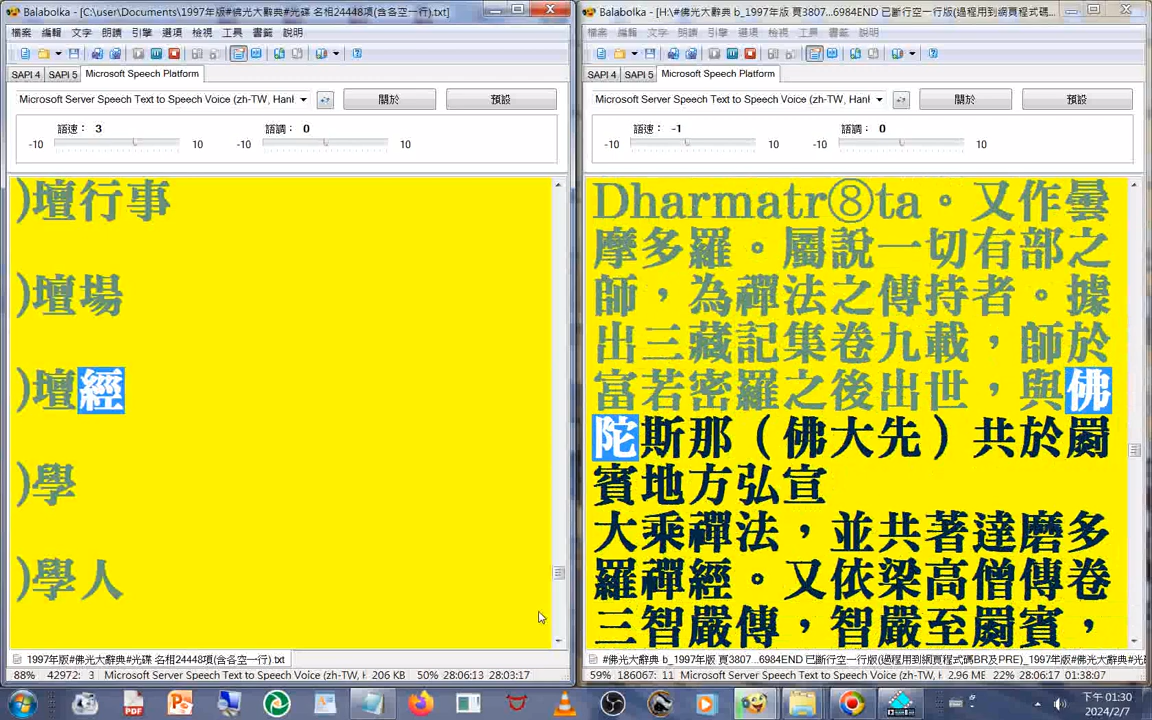 Balabolka - [C:\user\Documents\1997年版#佛光大辭典#光碟 名相24448項(含各空一行).txt]
檔案 編輯 文字 朗讀 引擎 選項 檢視 工具 書籤 說明
SAPI 4 SAPI 5 Microsoft Speech Platform
Microsoft Server Speech Text to Speech Voice (zh-TW, Hanl
關於
預設
語速： 3
語調： 0
-10 10 -10 10
)壇行事
)壇場
)壇經
)學
)學人
1997年版#佛光大辭典#光碟 名相24448項(含各空一行).txt
88% 42972: 3 Microsoft Speech Text to Speech Voice (zh-TW, H 206 KB 50% 28:06:13 28:03:17
Balabolka - [H:\#佛光大辭典 b_1997年版 頁3807...6984END 已斷行空一行版(過程用到網頁程式碼...
檔案 編輯 文字 朗讀 引擎 選項 檢視 工具 書籤 說明
SAPI 4 SAPI 5 Microsoft Speech Platform
Microsoft Server Speech Text to Speech Voice (zh-TW, Hanl
關於
預設
語速： -1
語調： 0
-10 10 -10 10
Dharmatr⑧ta。又作曇
摩多羅。屬說一切有部之
師，為禪法之傳持者。據
出三藏記集卷九載，師於
富若密羅之後出世，與佛
陀斯那（佛大先）共於罽
賓地方弘宣
大乘禪法，並共著達磨多
羅禪經。又依梁高僧傳卷
三智嚴傳，智嚴至罽賓，
#佛光大辭典 b_1997年版 頁3807...6984END 已斷行空一行版(過程用到網頁程式碼BR及PRE)_1997年版#佛光大辭典#光
59% 186067: 11 Microsoft Server Speech Text to Speech Voice (zh-TW, H 2.96 ME 22% 28:06:17 01:38:07
下午 01:30
2024/2/7